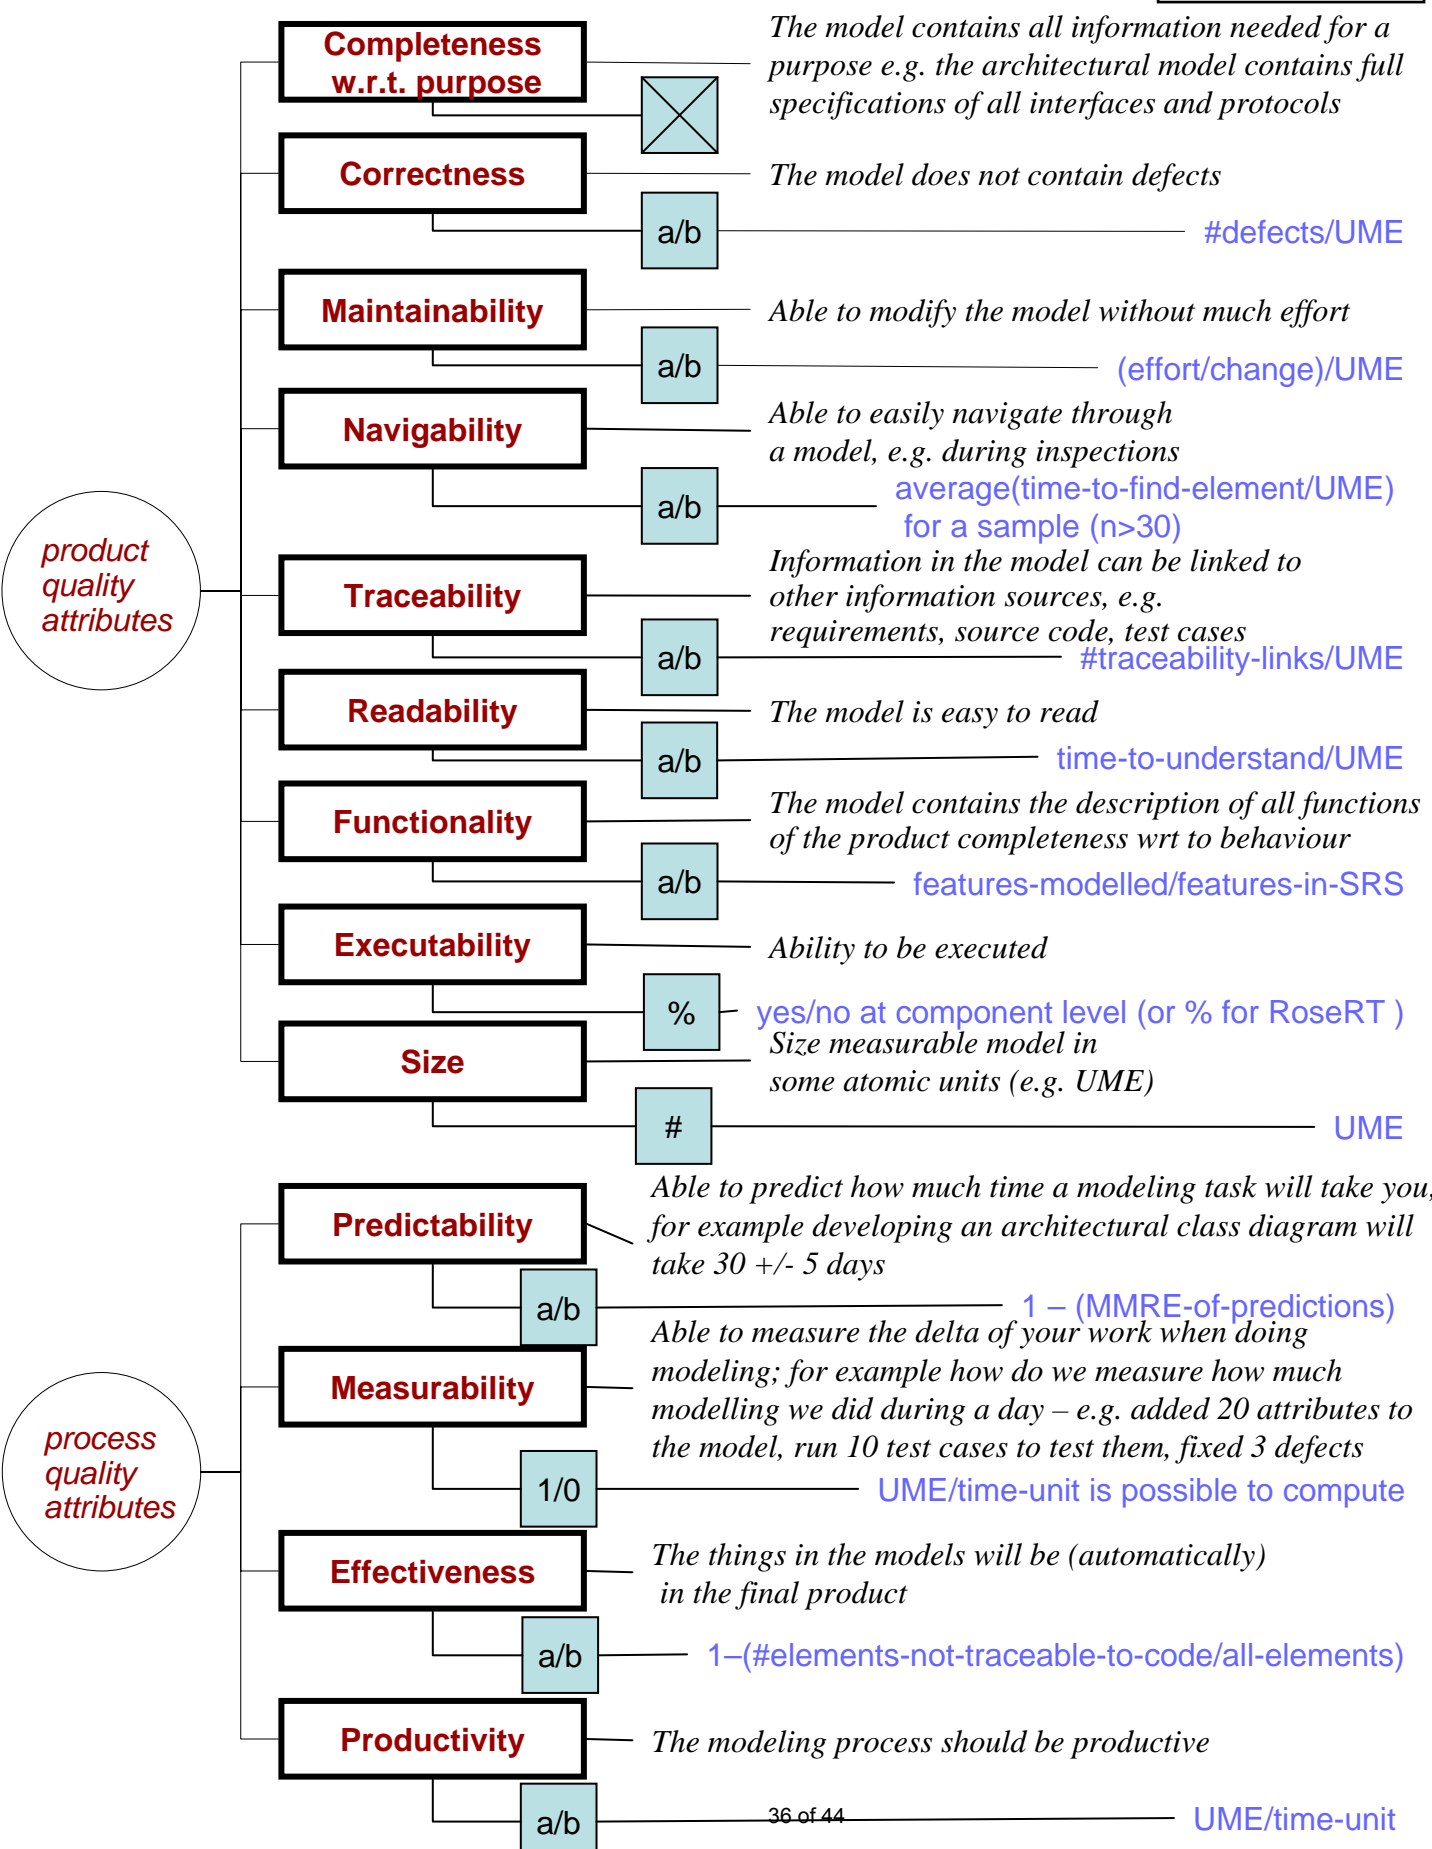 The model contains all information needed for a
Completeness
w.r.t. purpose
purpose e.g. the architectural model contains full
specifications of all interfaces and protocols
Correctness
The model does not contain defects
a/b
#defects/UME
Maintainability
Able to modify the model without much effort
a/b
(effort/change)/UME
Navigability
Able to easily navigate through
a model, e.g. during inspections
a/b
average(time-to-find-element/UME)
for a sample (n>30)
product
quality
attributes
Traceability
Information in the model can be linked to
other information sources, e.g.
requirements, source code, test cases
a/b
#traceability-links/UME
Readability
The model is easy to read
a/b
time-to-understand/UME
Functionality
The model contains the description of all functions
of the product completeness wrt to behaviour
a/b
features-modelled/features-in-SRS
Executability
Ability to be executed
%
yes/no at component level (or % for RoseRT )
Size
Size measurable model in
some atomic units (e.g. UME)
#
UME
Predictability
Able to predict how much time a modeling task will take you,
for example developing an architectural class diagram will
take 30 +/- 5 days
a/b
1 – (MMRE-of-predictions)
Measurability
Able to measure the delta of your work when doing
modeling; for example how do we measure how much
modelling we did during a day – e.g. added 20 attributes to
the model, run 10 test cases to test them, fixed 3 defects
1/0
UME/time-unit is possible to compute
process
quality
attributes
Effectiveness
The things in the models will be (automatically)
in the final product
a/b
1–(#elements-not-traceable-to-code/all-elements)
Productivity
The modeling process should be productive
a/b
36 of 44
UME/time-unit